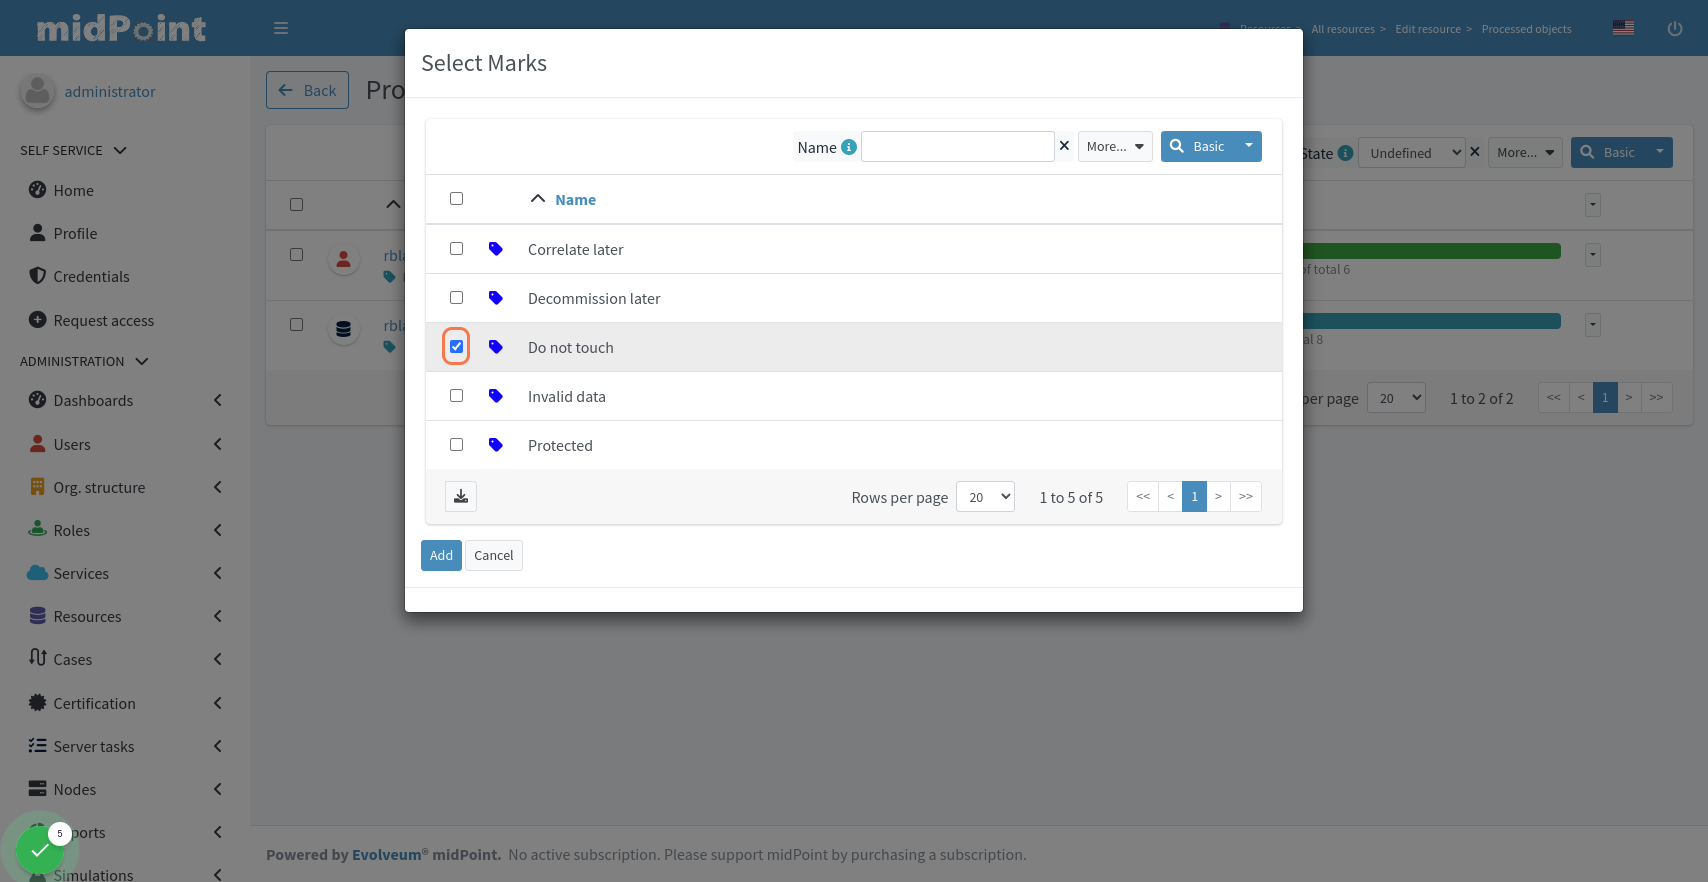 midPoint
Resources > All resources > Edit resource > Processed objects
administrator
Back Pro
SELF SERVICE
Home
Profile
Credentials
Request access
ADMINISTRATION
Dashboards
Users
Org. structure
Roles
Services
Resources
Cases
Certification
Server tasks
Nodes
ports
Simulations
5
Select Marks
Name More... Basic
Name
Correlate later
Decommission later
Do not touch
Invalid data
Protected
Rows per page 20 1 to 5 of 5 << < 1 > >>
Add Cancel
State Undefined More... Basic
rbla
of total 6
rbla
al 8
per page 20 1 to 2 of 2 << < 1 > >>
Powered by Evolveum® midPoint. No active subscription. Please support midPoint by purchasing a subscription.